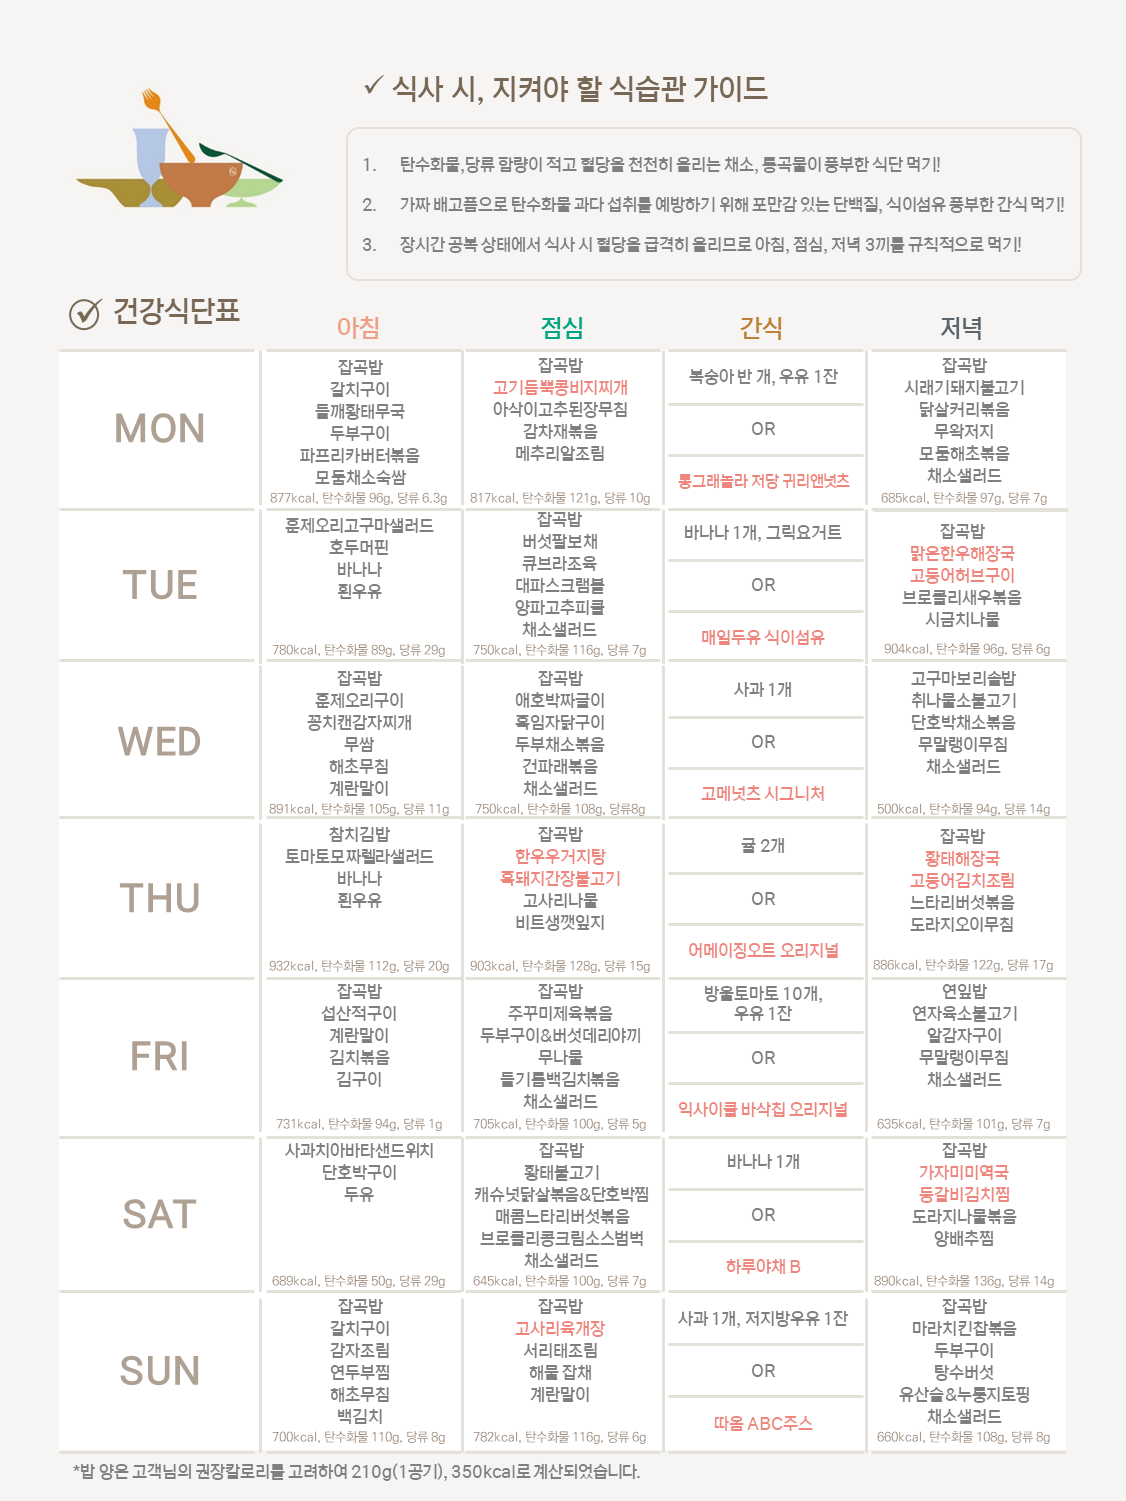 식사 시, 지켜야 할 식습관 가이드
1. 탄수화물,당류 함량이 적고 혈당을 천천히 올리는 채소, 통곡물이 풍부한 식단 먹기!
2. 가짜 배고픔으로 탄수화물 과다 섭취를 예방하기 위해 포만감 있는 단백질, 식이섬유 풍부한 간식 먹기!
3. 장시간 공복 상태에서 식사 시 혈당을 급격히 올리므로 아침, 점심, 저녁 3끼를 규칙적으로 먹기!
건강식단표
아침
점심
간식
저녁
MON
잡곡밥
갈치구이
들깨황태무국
두부구이
파프리카버터볶음
모둠채소숙쌈
877kcal, 탄수화물 96g, 당류 6.3g
잡곡밥
고기듬뿍콩비지찌개
아삭이고추된장무침
감차재볶음
메추리알조림
817kcal, 탄수화물 121g, 당류 10g
복숭아 반 개, 우유 1잔
OR
통그래놀라 저당 귀리앤넛츠
잡곡밥
시래기돼지불고기
닭살커리볶음
무왁저지
모둠해초볶음
채소샐러드
685kcal, 탄수화물 97g, 당류 7g
TUE
훈제오리고구마샐러드
호두머핀
바나나
흰우유
780kcal, 탄수화물 89g, 당류 29g
잡곡밥
버섯팔보채
큐브라조육
대파스크램블
양파고추피클
채소샐러드
750kcal, 탄수화물 116g, 당류 7g
바나나 1개, 그릭요거트
OR
매일두유 식이섬유
잡곡밥
맑은한우해장국
고등어허브구이
브로콜리새우볶음
시금치나물
904kcal, 탄수화물 96g, 당류 6g
WED
잡곡밥
훈제오리구이
꽁치캔감자찌개
무쌈
해초무침
계란말이
891kcal, 탄수화물 105g, 당류 11g
잡곡밥
애호박짜글이
흑임자닭구이
두부채소볶음
건파래볶음
채소샐러드
750kcal, 탄수화물 108g, 당류8g
사과 1개
OR
고메넛츠 시그니처
고구마보리솥밥
취나물소불고기
단호박채소볶음
무말랭이무침
채소샐러드
500kcal, 탄수화물 94g, 당류 14g
THU
참치김밥
토마토모짜렐라샐러드
바나나
흰우유
932kcal, 탄수화물 112g, 당류 20g
잡곡밥
한우우거지탕
흑돼지간장불고기
고사리나물
비트생깻잎지
903kcal, 탄수화물 128g, 당류 15g
귤 2개
OR
어메이징오트 오리지널
잡곡밥
황태해장국
고등어김치조림
느타리버섯볶음
도라지오이무침
886kcal, 탄수화물 122g, 당류 17g
FRI
잡곡밥
섭산적구이
계란말이
김치볶음
김구이
731kcal, 탄수화물 94g, 당류 1g
잡곡밥
주꾸미제육볶음
두부구이&버섯데리야끼
무나물
들기름백김치볶음
채소샐러드
705kcal, 탄수화물 100g, 당류 5g
방울토마토 10개,
우유 1잔
OR
익사이클 바삭칩 오리지널
연잎밥
연자육소불고기
알감자구이
무말랭이무침
채소샐러드
635kcal, 탄수화물 101g, 당류 7g
SAT
사과치아바타샌드위치
단호박구이
두유
689kcal, 탄수화물 50g, 당류 29g
잡곡밥
황태불고기
캐슈넛닭살볶음&단호박찜
매콤느타리버섯볶음
브로콜리콩크림소스범벅
채소샐러드
645kcal, 탄수화물 100g, 당류 7g
바나나 1개
OR
하루야채 B
잡곡밥
가자미미역국
등갈비김치찜
도라지나물볶음
양배추찜
890kcal, 탄수화물 136g, 당류 14g
SUN
잡곡밥
갈치구이
감자조림
연두부찜
해초무침
백김치
700kcal, 탄수화물 110g, 당류 8g
잡곡밥
고사리육개장
서리태조림
해물 잡채
계란말이
782kcal, 탄수화물 116g, 당류 6g
사과 1개, 저지방우유 1잔
OR
따옴 ABC주스
잡곡밥
마라치킨찹볶음
두부구이
탕수버섯
유산슬&누룽지토핑
채소샐러드
660kcal, 탄수화물 108g, 당류 8g
*밥 양은 고객님의 권장칼로리를 고려하여 210g(1공기), 350kcal로 계산되었습니다.